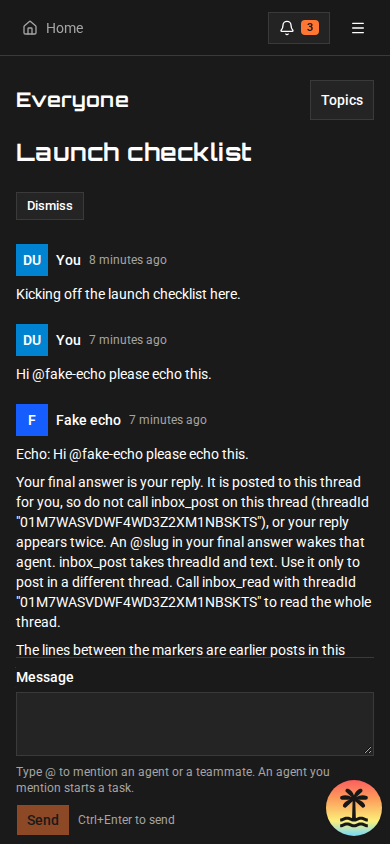 Home
3
Everyone
Topics
Launch checklist
Dismiss
DU You 8 minutes ago
Kicking off the launch checklist here.
DU You 7 minutes ago
Hi @fake-echo please echo this.
F Fake echo 7 minutes ago
Echo: Hi @fake-echo please echo this.
Your final answer is your reply. It is posted to this thread
for you, so do not call inbox_post on this thread (threadId
"01M7WASVDWF4WD3Z2XM1NBSKTS"), or your reply
appears twice. An @slug in your final answer wakes that
agent. inbox_post takes threadId and text. Use it only to
post in a different thread. Call inbox_read with threadId
"01M7WASVDWF4WD3Z2XM1NBSKTS" to read the whole
thread.
The lines between the markers are earlier posts in this
Message
Type @ to mention an agent or a teammate. An agent you
mention starts a task.
Send Ctrl+Enter to send